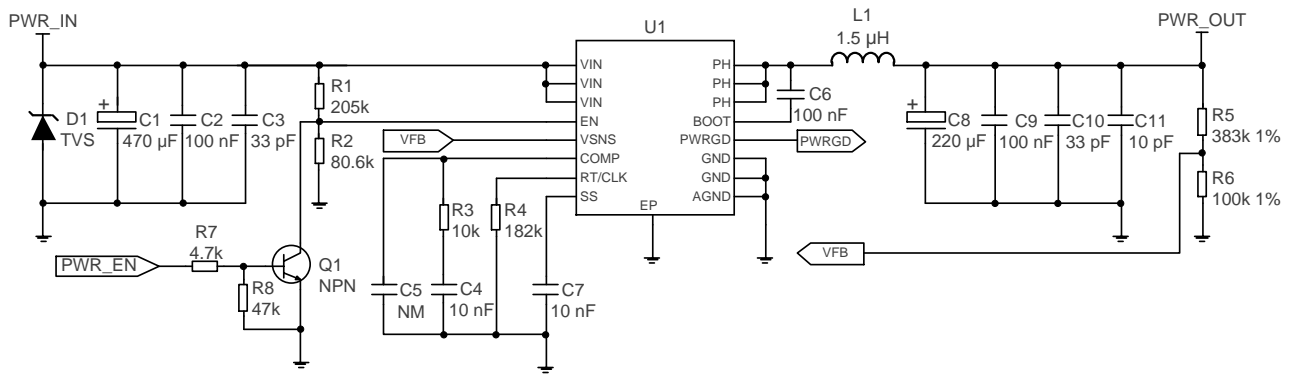 PWR_IN
D1
TVS
+
C1
470 µF
C2
100 nF
C3
33 pF
R1
205k
R2
80.6k
PWR_EN
R7
4.7k
R8
47k
Q1
NPN
VFB
C5
NM
R3
10k
C4
10 nF
R4
182k
C7
10 nF
U1
VIN
VIN
VIN
EN
VSNS
COMP
RT/CLK
SS
EP
PH
PH
PH
BOOT
PWRGD
GND
GND
AGND
C6
100 nF
PWRGD
L1
1.5 µH
+
C8
220 µF
C9
100 nF
C10
33 pF
C11
10 pF
PWR_OUT
R5
383k 1%
R6
100k 1%
VFB